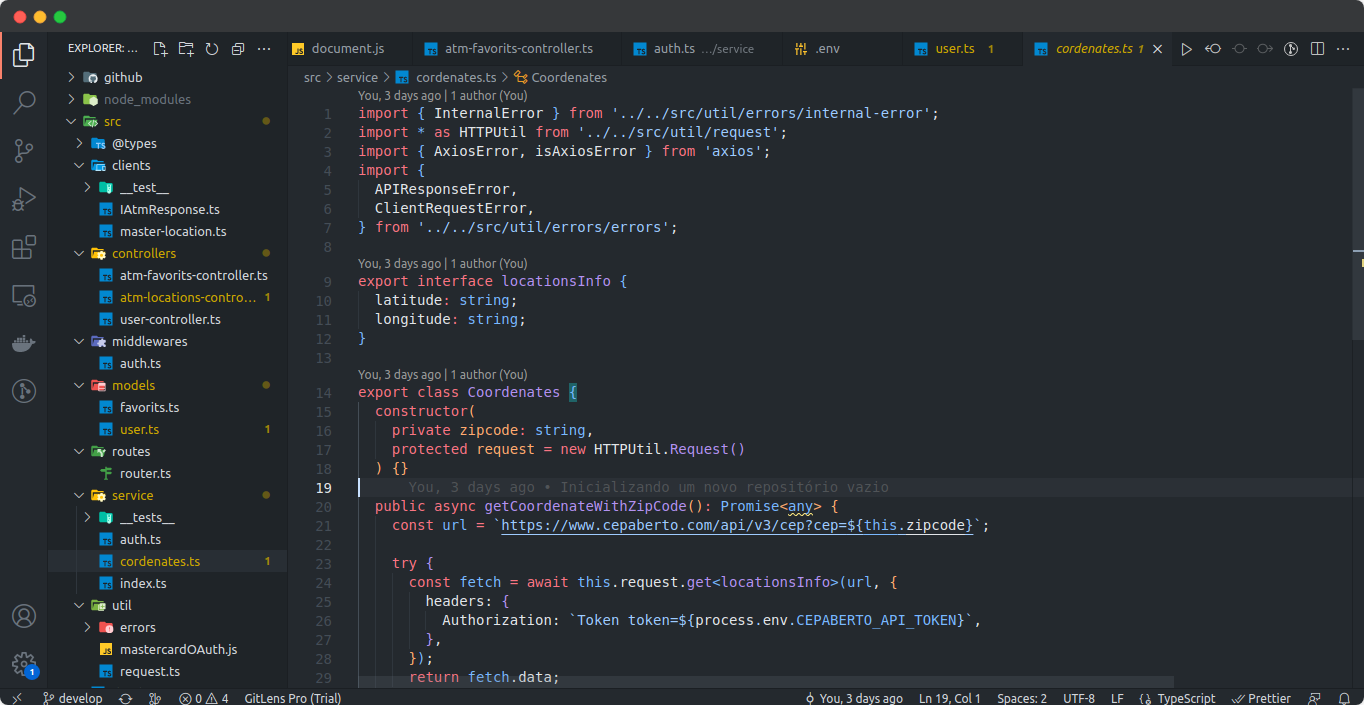 EXPLORER: ...
document.js
atm-favorits-controller.ts
auth.ts .../service
.env
user.ts 1
cordenates.ts 1
github
node_modules
src
@types
clients
__test__
IAtmResponse.ts
master-location.ts
controllers
atm-favorits-controller.ts
atm-locations-contro... 1
user-controller.ts
middlewares
auth.ts
models
favorits.ts
user.ts 1
routes
router.ts
service
__tests__
auth.ts
cordenates.ts 1
index.ts
util
errors
mastercardOAuth.js
request.ts
1
src > service > cordenates.ts > Coordenates
You, 3 days ago | 1 author (You)
1 import { InternalError } from '../../src/util/errors/internal-error';
2 import * as HTTPUtil from '../../src/util/request';
3 import { AxiosError, isAxiosError } from 'axios';
4 import {
5 APIResponseError,
6 ClientRequestError,
7 } from '../../src/util/errors/errors';
8
You, 3 days ago | 1 author (You)
9 export interface locationsInfo {
10 latitude: string;
11 longitude: string;
12 }
13
You, 3 days ago | 1 author (You)
14 export class Coordenates {
15 constructor(
16 private zipcode: string,
17 protected request = new HTTPUtil.Request()
18 ) {}
19 You, 3 days ago • Inicializando um novo repositório vazio
20 public async getCoordenateWithZipCode(): Promise<any> {
21 const url = `https://www.cepaberto.com/api/v3/cep?cep=${this.zipcode}`;
22
23 try {
24 const fetch = await this.request.get<locationsInfo>(url, {
25 headers: {
26 Authorization: `Token token=${process.env.CEPABERTO_API_TOKEN}`,
27 },
28 });
29 return fetch.data;
develop
0
4
GitLens Pro (Trial)
You, 3 days ago
Ln 19, Col 1
Spaces: 2
UTF-8
LF
{} TypeScript
Prettier